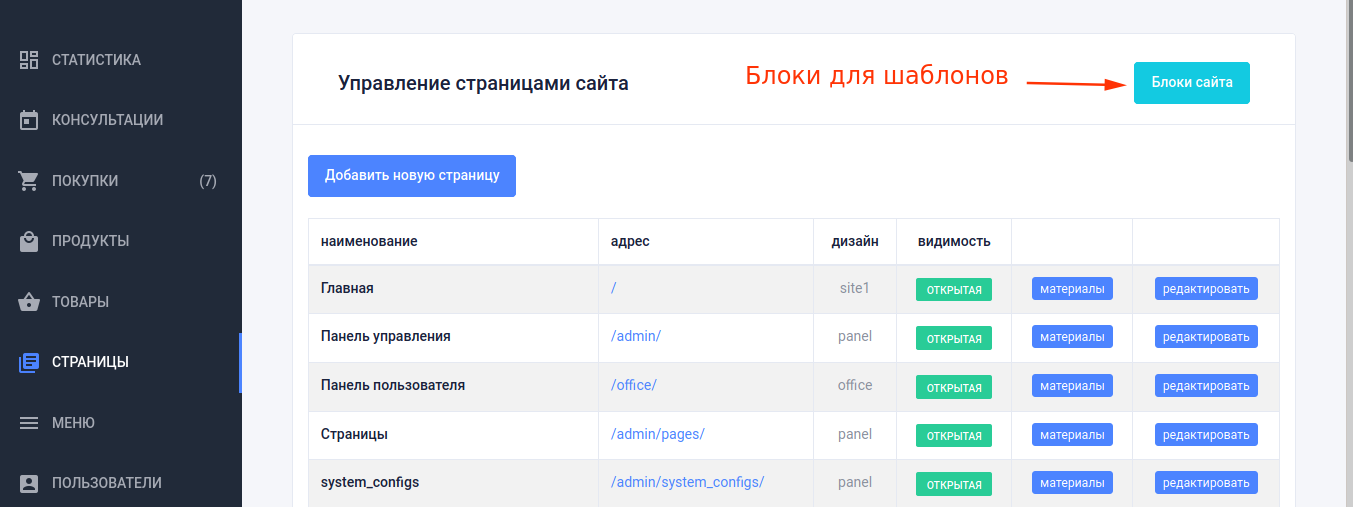 СТАТИСТИКА
КОНСУЛЬТАЦИИ
ПОКУПКИ (7)
ПРОДУКТЫ
ТОВАРЫ
СТРАНИЦЫ
МЕНЮ
ПОЛЬЗОВАТЕЛИ
Управление страницами сайта
Блоки для шаблонов
Блоки сайта
Добавить новую страницу
наименование адрес дизайн видимость
Главная / site1 ОТКРЫТАЯ материалы редактировать
Панель управления /admin/ panel ОТКРЫТАЯ материалы редактировать
Панель пользователя /office/ office ОТКРЫТАЯ материалы редактировать
Страницы /admin/pages/ panel ОТКРЫТАЯ материалы редактировать
system_configs /admin/system_configs/ panel ОТКРЫТАЯ материалы редактировать